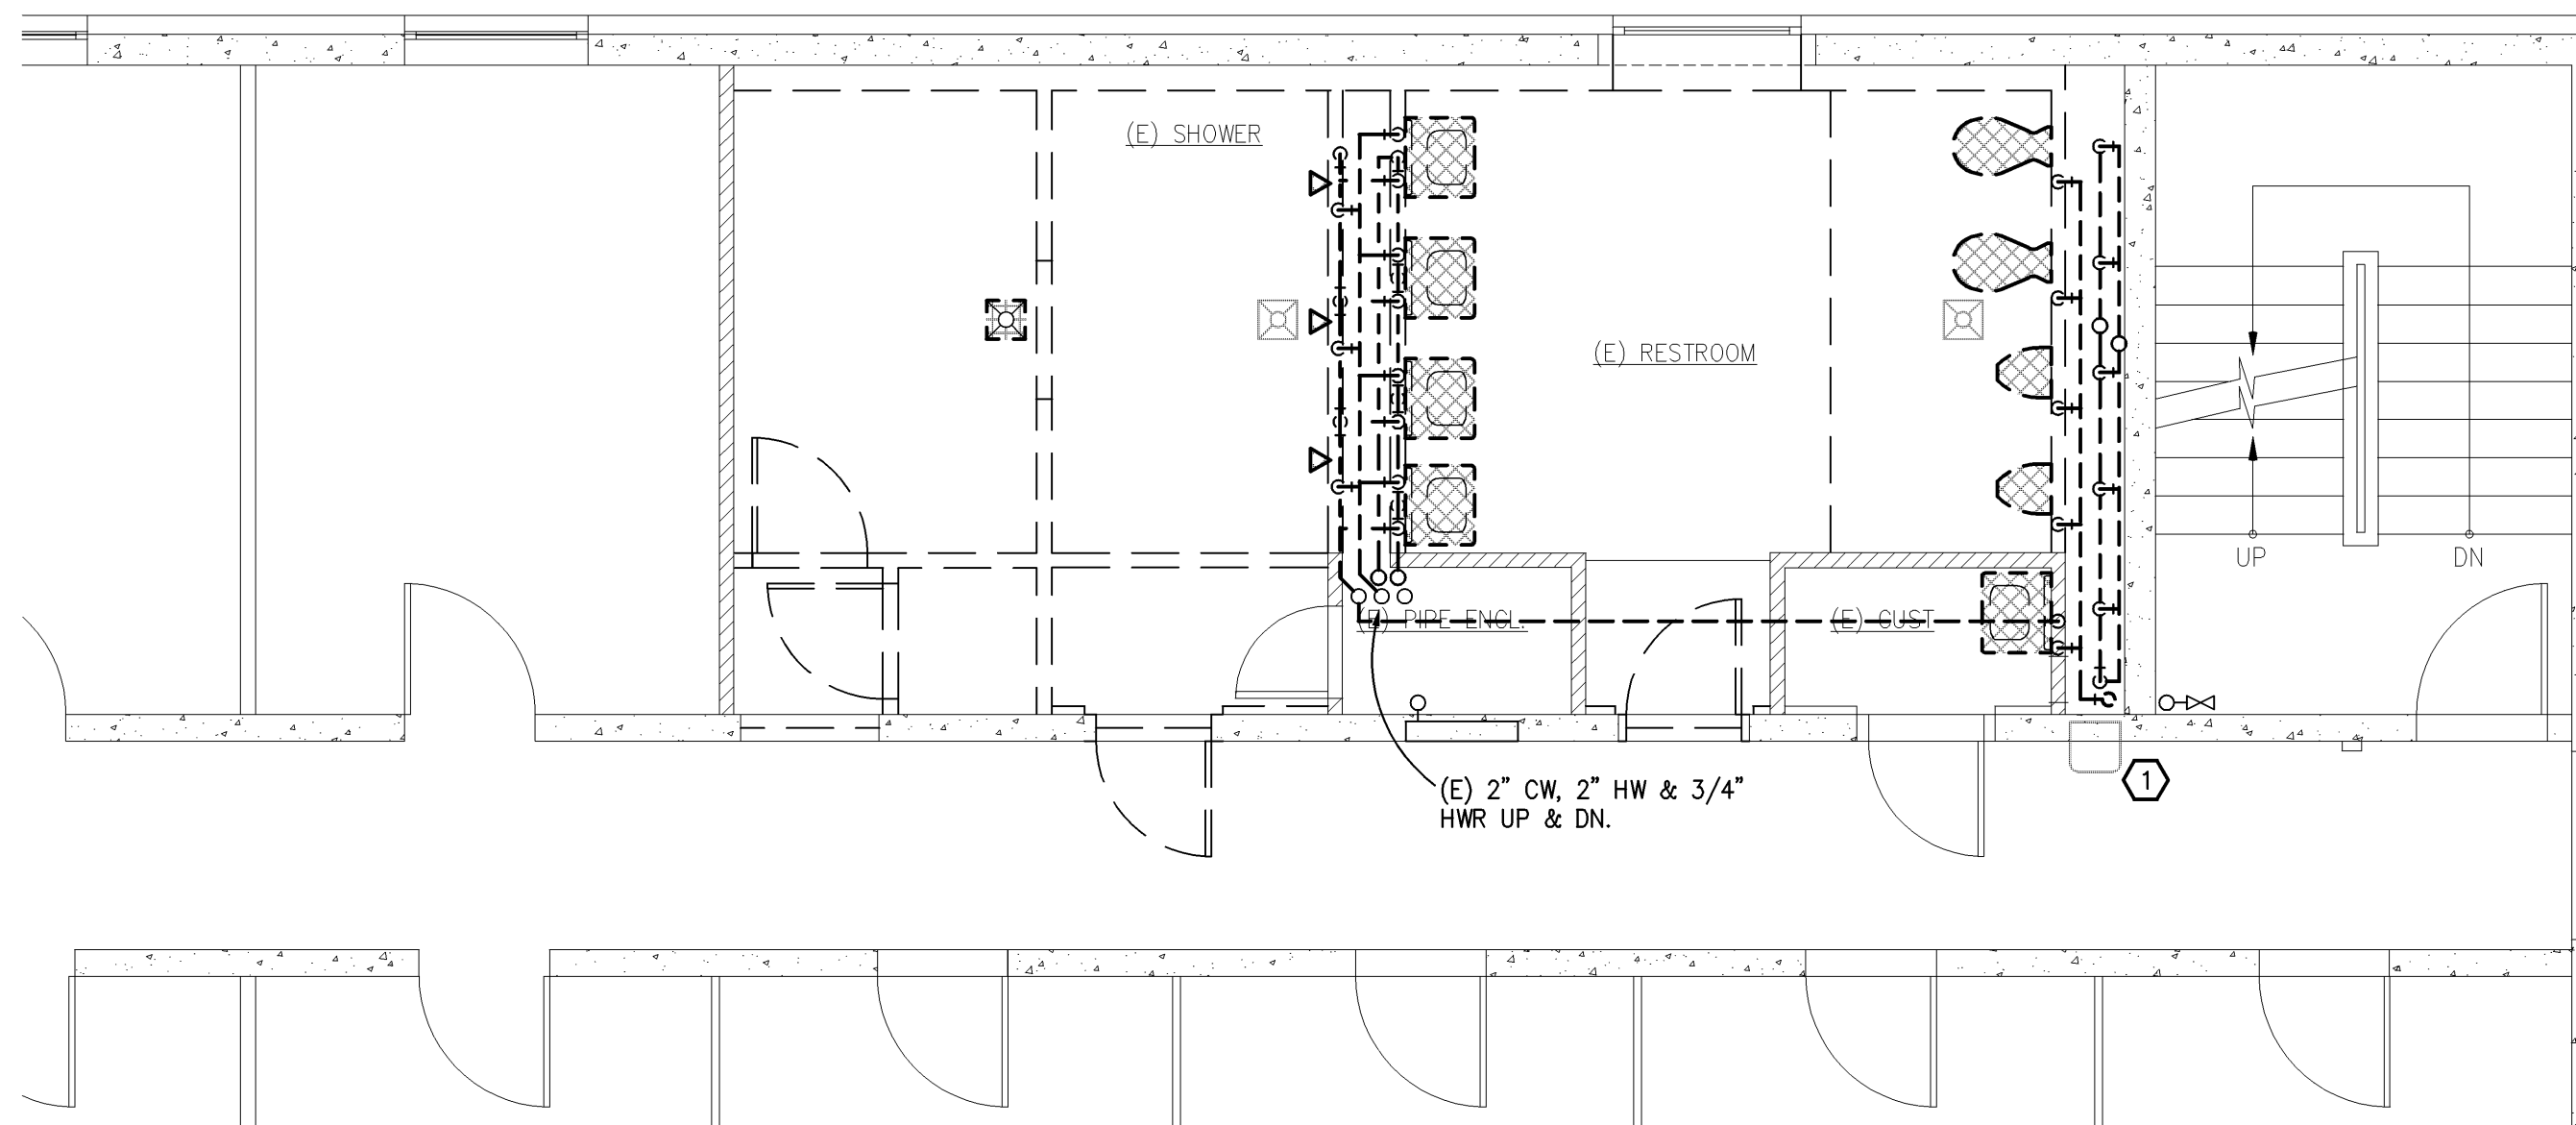 (E) SHOWER
(E) RESTROOM
UP
DN
(E) PIPE ENCL.
(E) CUST
(E) 2” CW, 2” HW & 3/4”
HWR UP & DN.
1